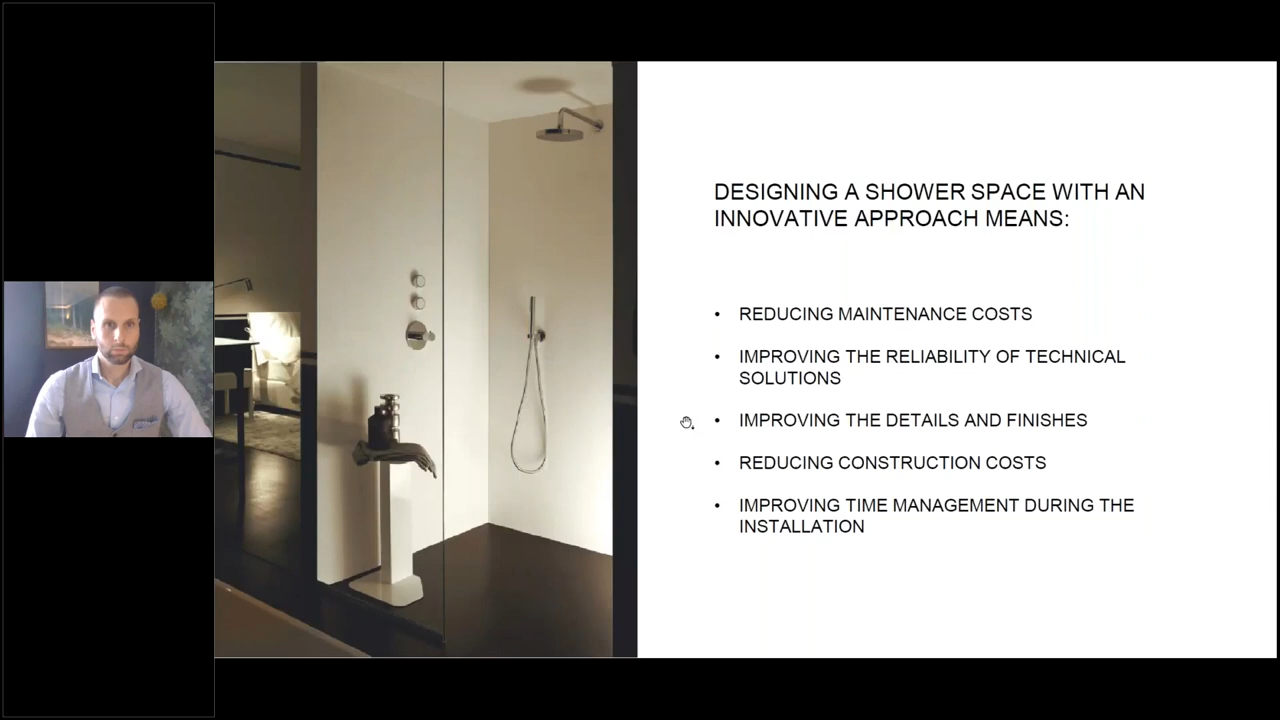 DESIGNING A SHOWER SPACE WITH AN
INNOVATIVE APPROACH MEANS:
• REDUCING MAINTENANCE COSTS
• IMPROVING THE RELIABILITY OF TECHNICAL
SOLUTIONS
• IMPROVING THE DETAILS AND FINISHES
• REDUCING CONSTRUCTION COSTS
• IMPROVING TIME MANAGEMENT DURING THE
INSTALLATION